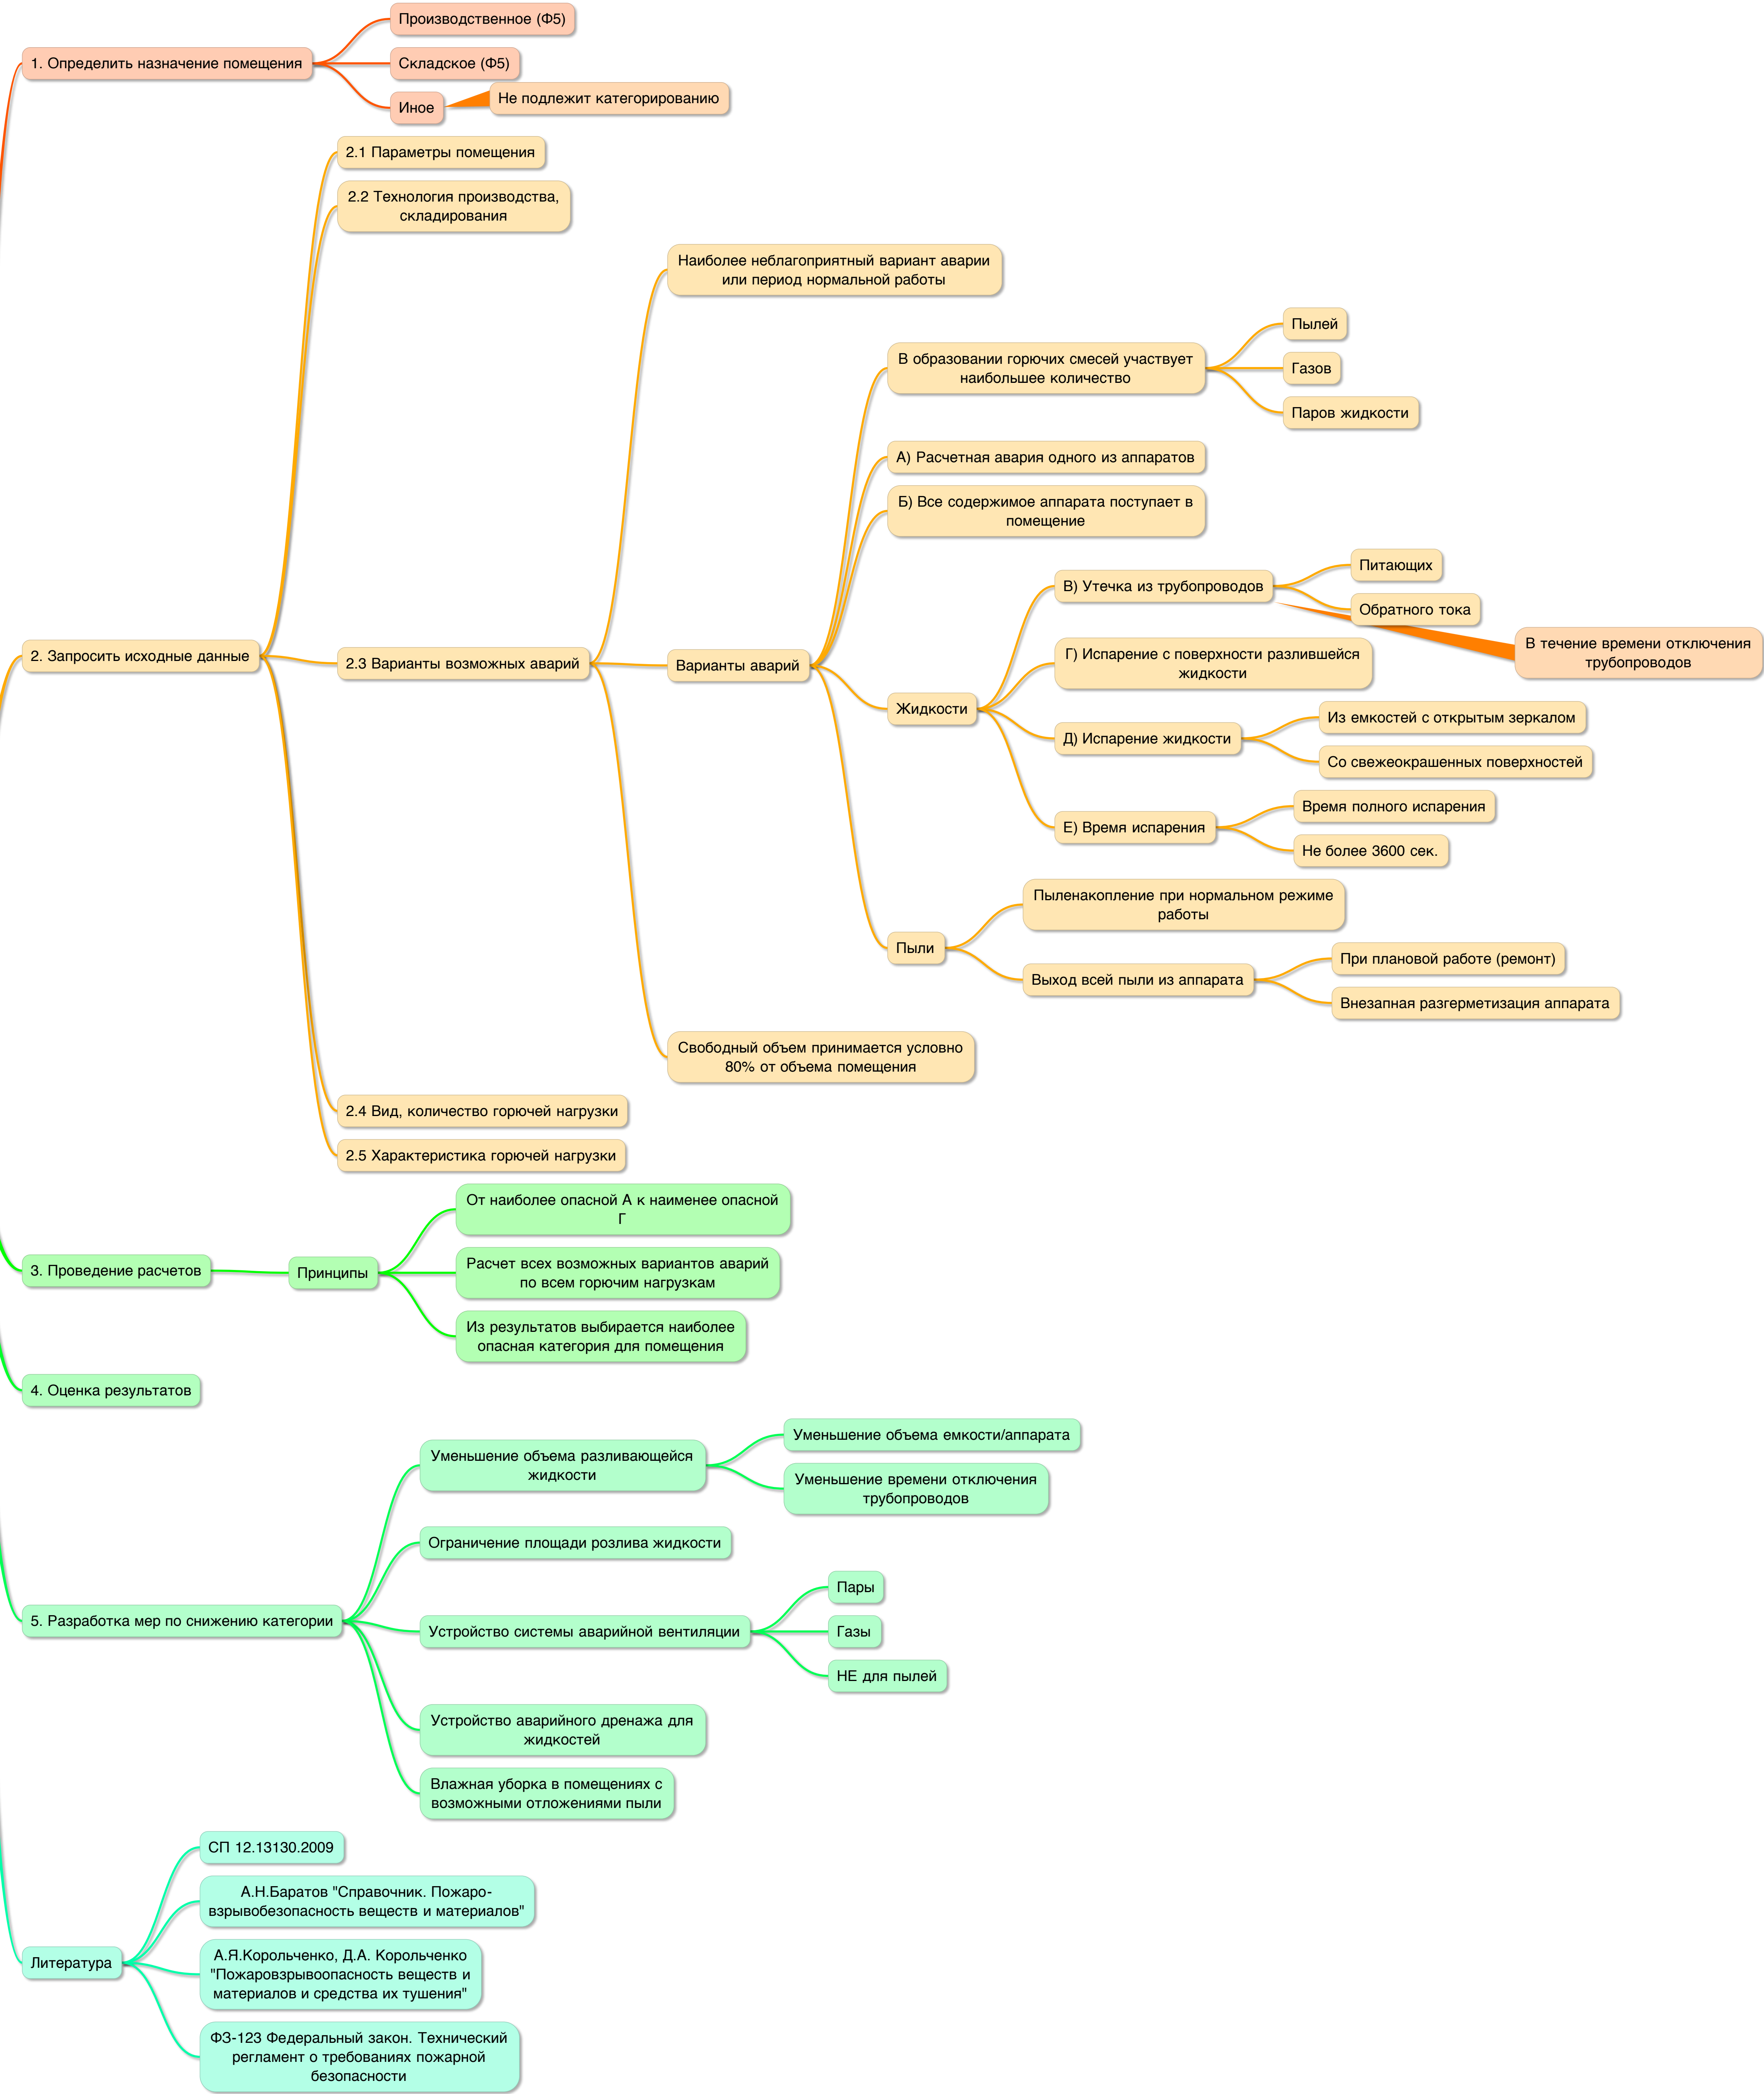 Производственное (Ф5)
1. Определить назначение помещения
Складское (Ф5)
Иное
Не подлежит категорированию
2.1 Параметры помещения
2.2 Технология производства,
складирования
Наиболее неблагоприятный вариант аварии
или период нормальной работы
Пылей
В образовании горючих смесей участвует
наибольшее количество
Газов
Паров жидкости
А) Расчетная авария одного из аппаратов
Б) Все содержимое аппарата поступает в
помещение
Питающих
В) Утечка из трубопроводов
Обратного тока
В течение времени отключения
трубопроводов
2. Запросить исходные данные
2.3 Варианты возможных аварий
Варианты аварий
Г) Испарение с поверхности разлившейся
жидкости
Жидкости
Из емкостей с открытым зеркалом
Д) Испарение жидкости
Со свежеокрашенных поверхностей
Время полного испарения
Е) Время испарения
Не более 3600 сек.
Пыленакопление при нормальном режиме
работы
Пыли
При плановой работе (ремонт)
Выход всей пыли из аппарата
Внезапная разгерметизация аппарата
Свободный объем принимается условно
80% от объема помещения
2.4 Вид, количество горючей нагрузки
2.5 Характеристика горючей нагрузки
От наиболее опасной А к наименее опасной
Г
3. Проведение расчетов
Принципы
Расчет всех возможных вариантов аварий
по всем горючим нагрузкам
Из результатов выбирается наиболее
опасная категория для помещения
4. Оценка результатов
Уменьшение объема емкости/аппарата
Уменьшение объема разливающейся
жидкости
Уменьшение времени отключения
трубопроводов
Ограничение площади розлива жидкости
Пары
5. Разработка мер по снижению категории
Устройство системы аварийной вентиляции
Газы
НЕ для пылей
Устройство аварийного дренажа для
жидкостей
Влажная уборка в помещениях с
возможными отложениями пыли
СП 12.13130.2009
А.Н.Баратов "Справочник. Пожаро-
взрывобезопасность веществ и материалов"
Литература
А.Я.Корольченко, Д.А. Корольченко
"Пожаровзрывоопасность веществ и
материалов и средства их тушения"
ФЗ-123 Федеральный закон. Технический
регламент о требованиях пожарной
безопасности